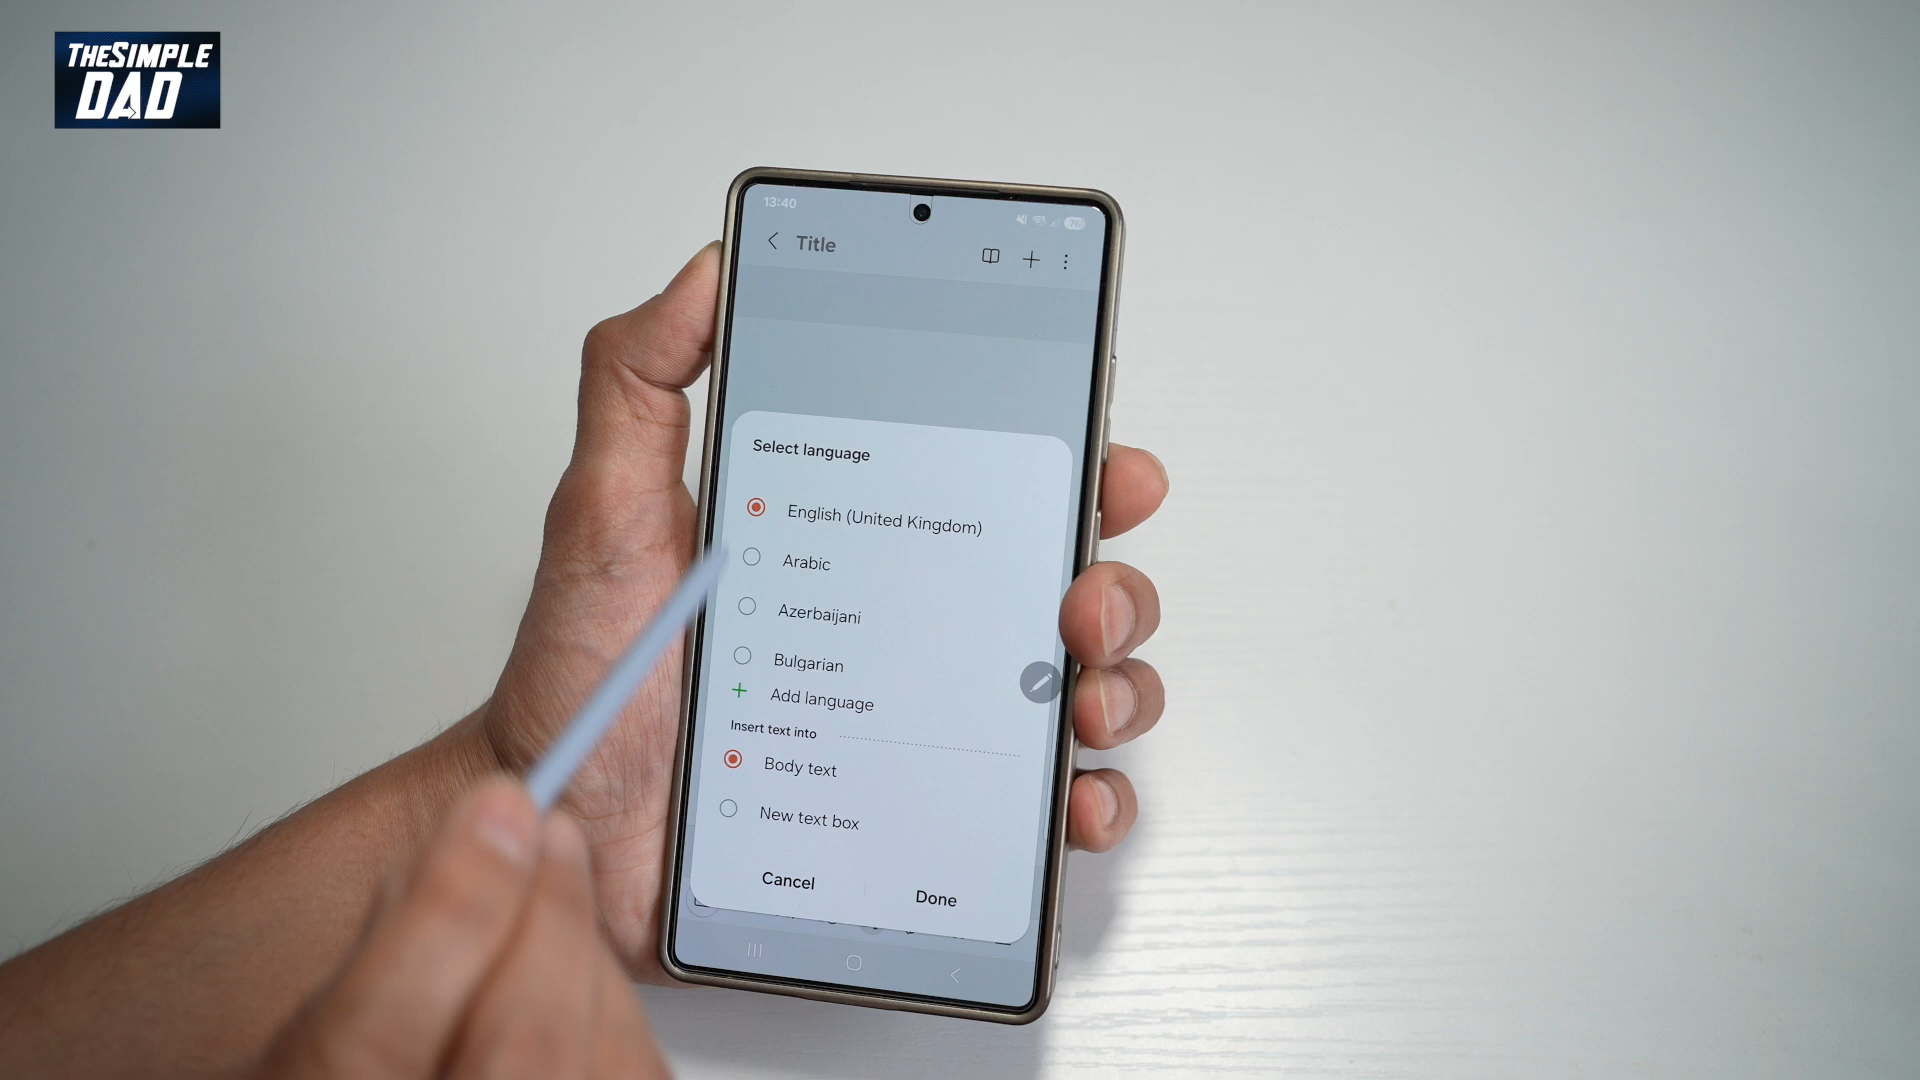 THESIMPLE
DAD
13:40
76
Title
Select language
English (United Kingdom)
Arabic
Azerbaijani
Bulgarian
Add language
Insert text into
Body text
New text box
Cancel
Done